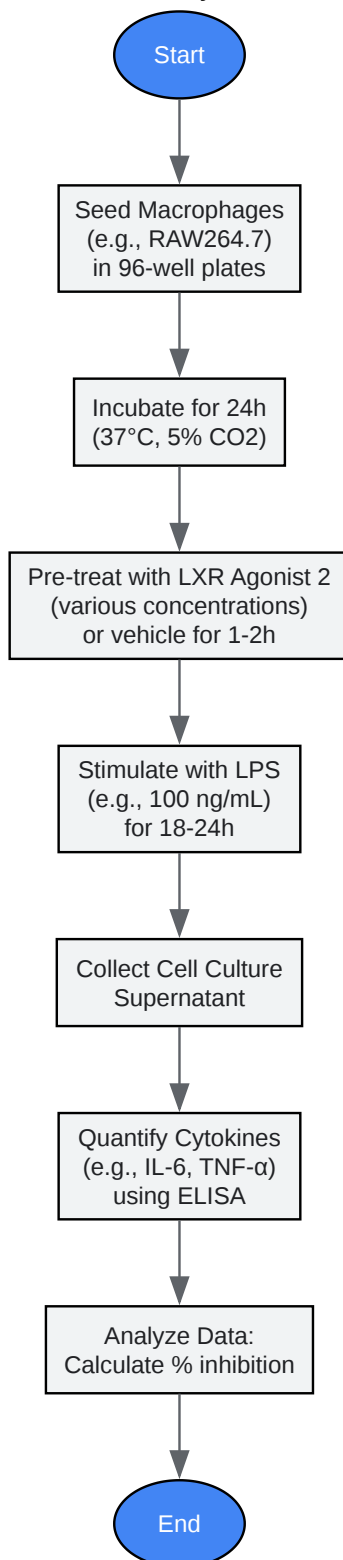 Start
Seed Macrophages
(e.g., RAW264.7)
in 96-well plates
Incubate for 24h
(37°C, 5% CO2)
Pre-treat with LXR Agonist 2
(various concentrations)
or vehicle for 1-2h
Stimulate with LPS
(e.g., 100 ng/mL)
for 18-24h
Collect Cell Culture
Supernatant
Quantify Cytokines
(e.g., IL-6, TNF-α)
using ELISA
Analyze Data:
Calculate % inhibition
End